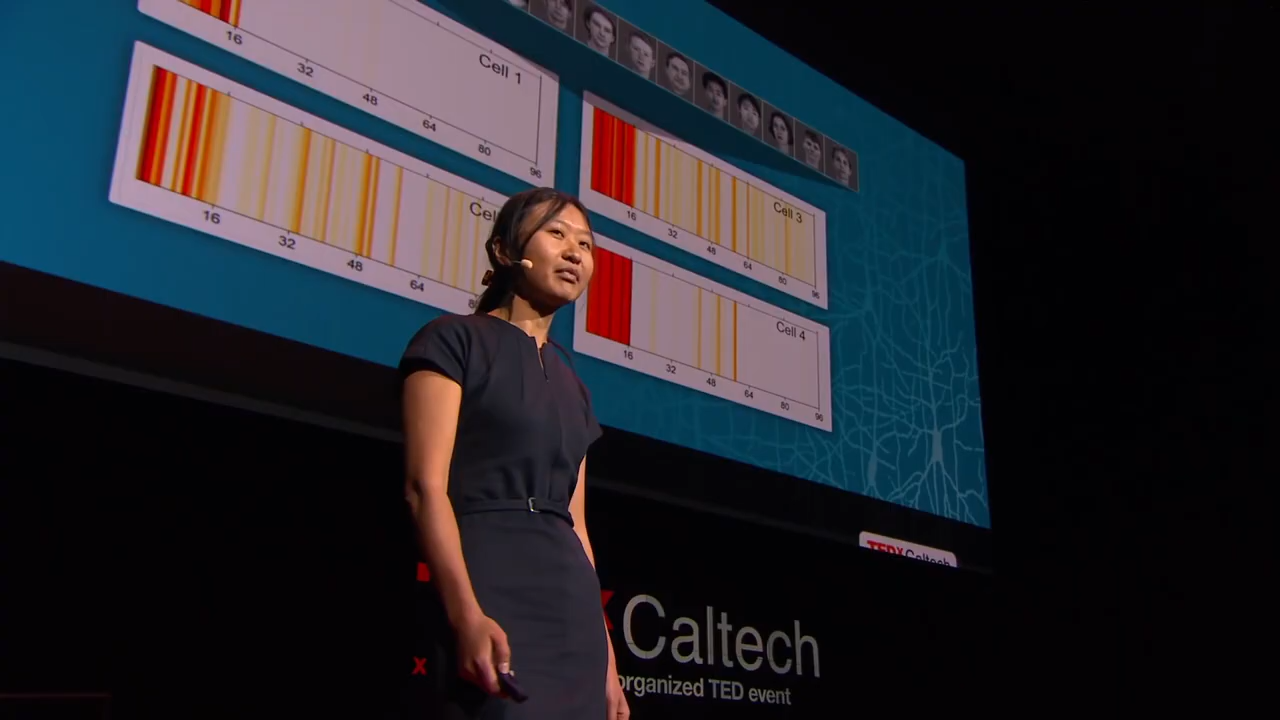 16 32 48 64 80 96
Cell 1
16 32 48 64
16 32 48 64 80 96
Cell 3
16 32 48 64 80 96
Cell 4
TEDxCaltech
x Caltech
organized TED event
x